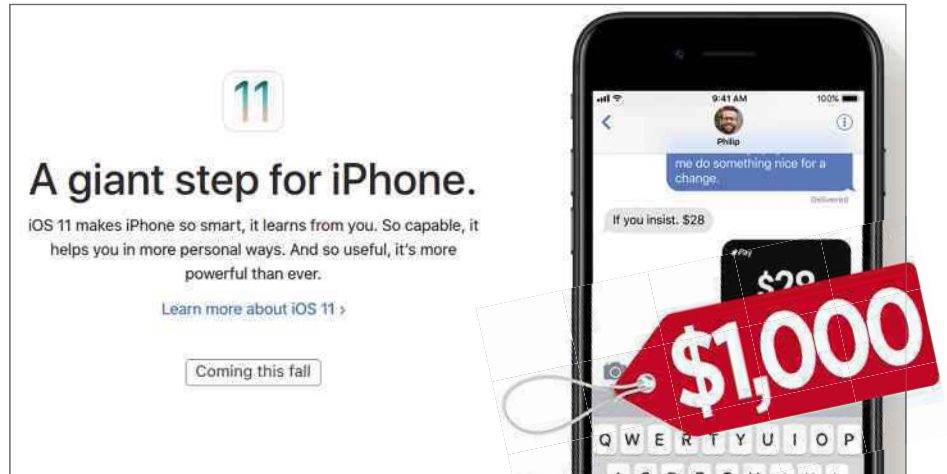 11
A giant step for iPhone.
iOS 11 makes iPhone so smart, it learns from you. So capable, it
helps you in more personal ways. And so useful, it's more
powerful than ever.
Learn more about iOS 11 >
Coming this fall
9:41 AM
100%
Philip
me do something nice for a
change.
Delivered
If you insist. $28
Pay
$1,000
Q W E R T Y U I O P